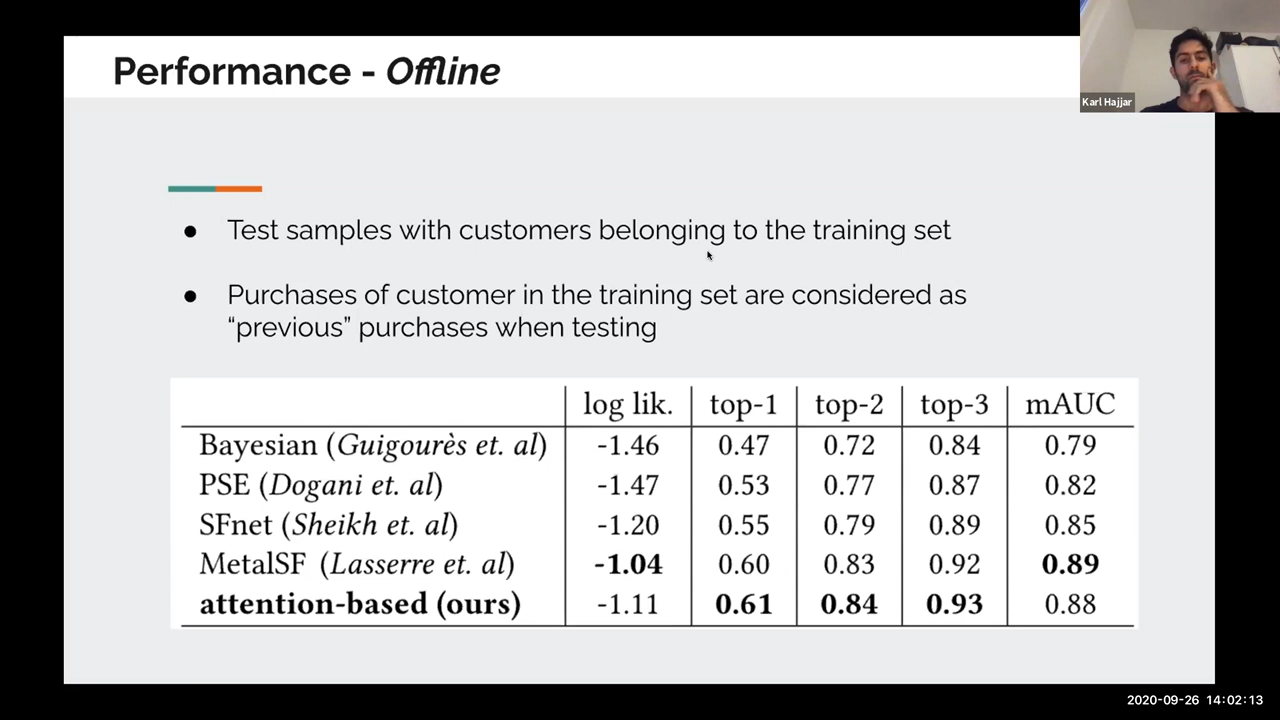 Performance - Offline
Karl Hajjar
● Test samples with customers belonging to the training set
● Purchases of customer in the training set are considered as
“previous” purchases when testing
log lik. top-1 top-2 top-3 mAUC
Bayesian (Guigourès et. al) -1.46 0.47 0.72 0.84 0.79
PSE (Dogani et. al) -1.47 0.53 0.77 0.87 0.82
SFnet (Sheikh et. al) -1.20 0.55 0.79 0.89 0.85
MetalSF (Lasserre et. al) -1.04 0.60 0.83 0.92 0.89
attention-based (ours) -1.11 0.61 0.84 0.93 0.88
2020-09-26 14:02:13